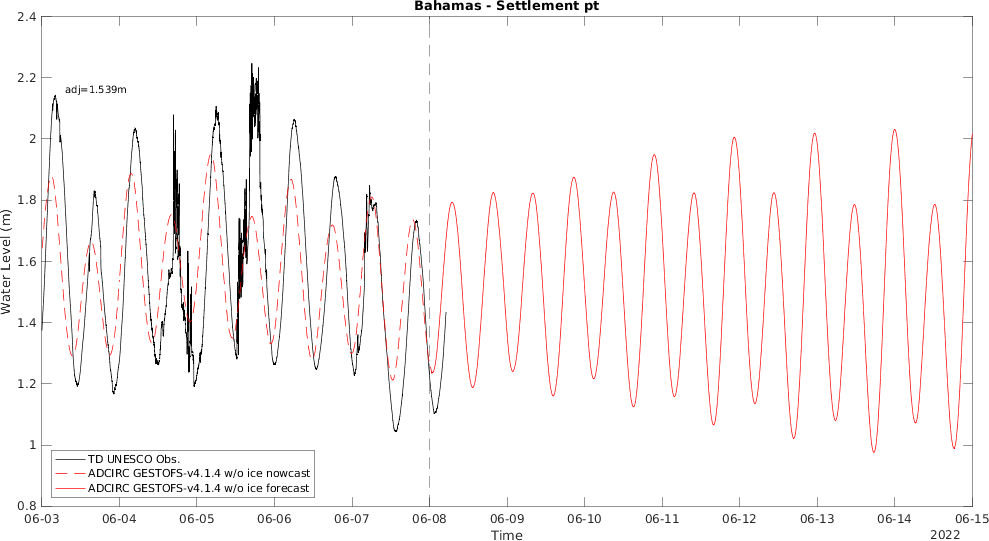 Bahamas - Settlement pt
2.4
2.2
2
1.8
1.6
1.4
1.2
1
0.8
Water Level (m)
adj=1.539m
TD UNESCO Obs.
ADCIRC GESTOFS-v4.1.4 w/o ice nowcast
ADCIRC GESTOFS-v4.1.4 w/o ice forecast
06-03 06-04 06-05 06-06 06-07 06-08 06-09 06-10 06-11 06-12 06-13 06-14 06-15
Time
2022